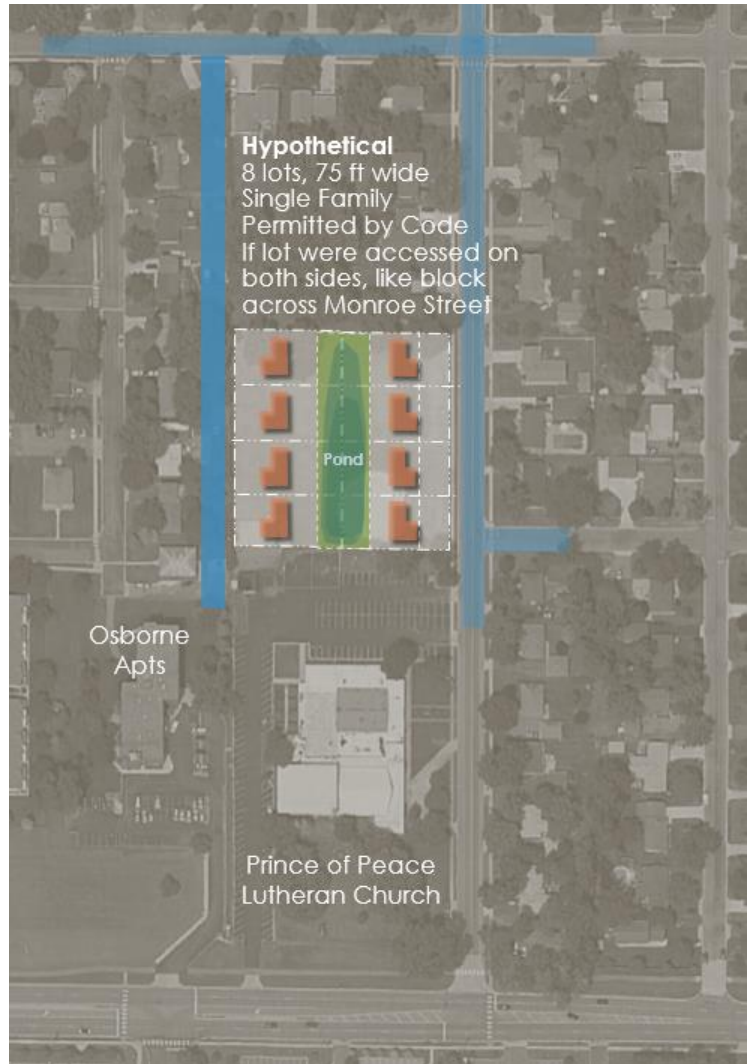 Hypothetical
8 lots, 75 ft wide
Single Family
Permitted by Code
If lot were accessed on
both sides, like block
across Monroe Street
Pond
Osborne
Apts
Prince of Peace
Lutheran Church